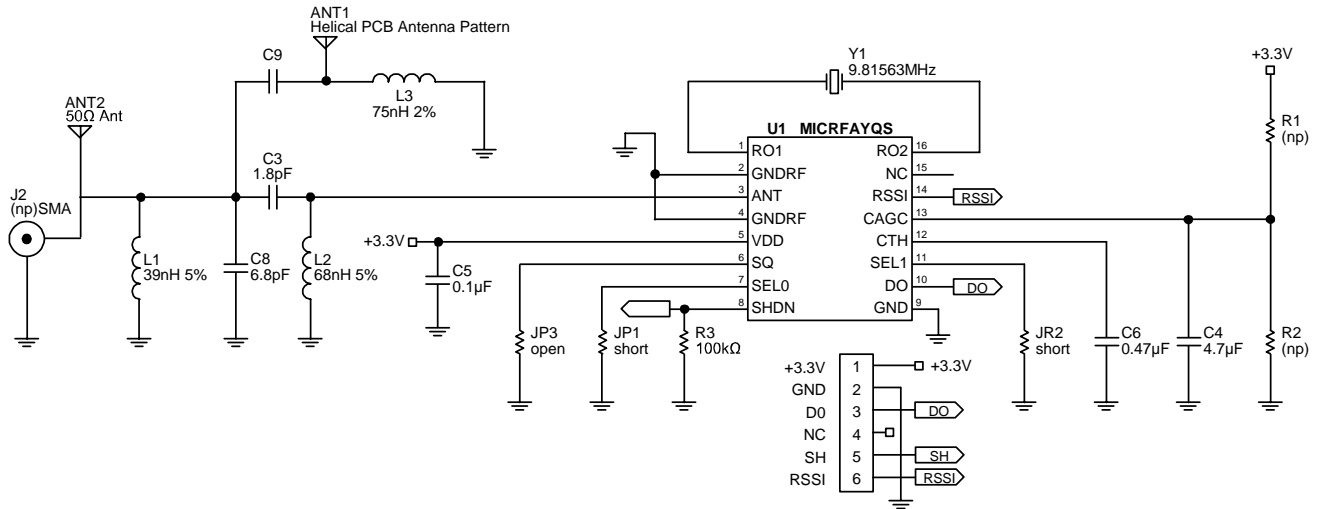 ANT1
Helical PCB Antenna Pattern
C9
L3
75nH 2%
ANT2
50Ω Ant
C3
1.8pF
J2
(np)SMA
L1
39nH 5%
C8
6.8pF
L2
68nH 5%
+3.3V
C5
0.1µF
JP3
open
JP1
short
R3
100kΩ
Y1
9.81563MHz
U1 MICRFAYQS
1 RO1
2 GNDRF
3 ANT
4 GNDRF
5 VDD
6 SQ
7 SEL0
8 SHDN
RO2 16
NC 15
RSSI 14 RSSI
CAGC 13
CTH 12
SEL1 11
DO 10 DO
GND 9
JR2
short
C6
0.47µF
C4
4.7µF
+3.3V
R1
(np)
R2
(np)
+3.3V 1 +3.3V
GND 2
D0 3 DO
NC 4
SH 5 SH
RSSI 6 RSSI